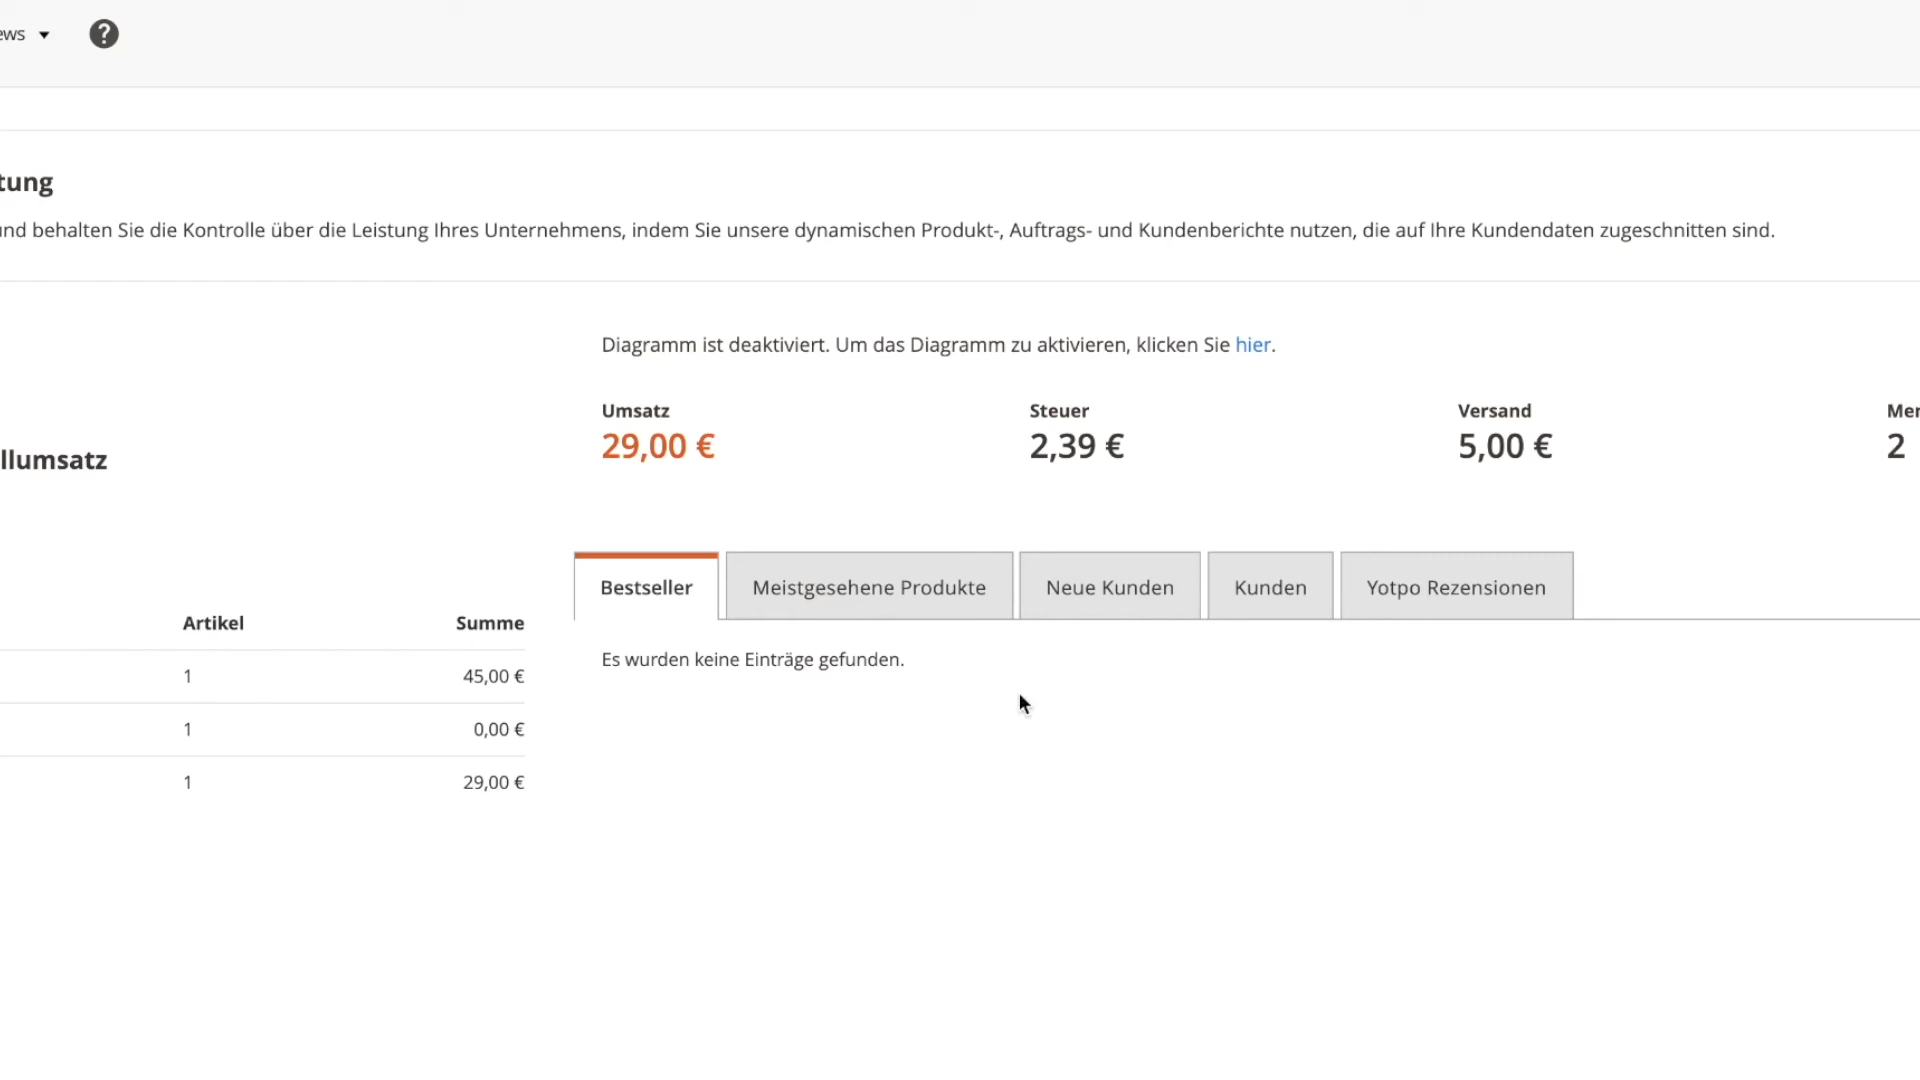 ews
?
tung
und behalten Sie die Kontrolle über die Leistung Ihres Unternehmens, indem Sie unsere dynamischen Produkt-, Auftrags- und Kundenberichte nutzen, die auf Ihre Kundendaten zugeschnitten sind.
Diagramm ist deaktiviert. Um das Diagramm zu aktivieren, klicken Sie hier.
Umsatz Steuer Versand Men
29,00 € 2,39 € 5,00 € 2
llumsatz
Bestseller Meistgesehene Produkte Neue Kunden Kunden Yotpo Rezensionen
Artikel Summe
1 45,00 €
1 0,00 €
1 29,00 €
Es wurden keine Einträge gefunden.